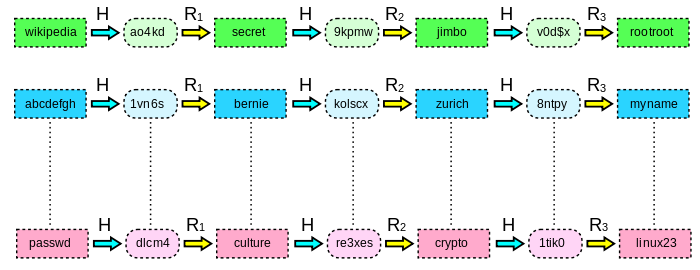 H R1 H R2 H R3
wikipedia ao4kd secret 9kpmw jimbo v0d$x rootroot
H R1 H R2 H R3
abcdefgh 1vn6s bernie kolscx zurich 8ntpy myname
H R1 H R2 H R3
passwd dlcm4 culture re3xes crypto 1tik0 linux23